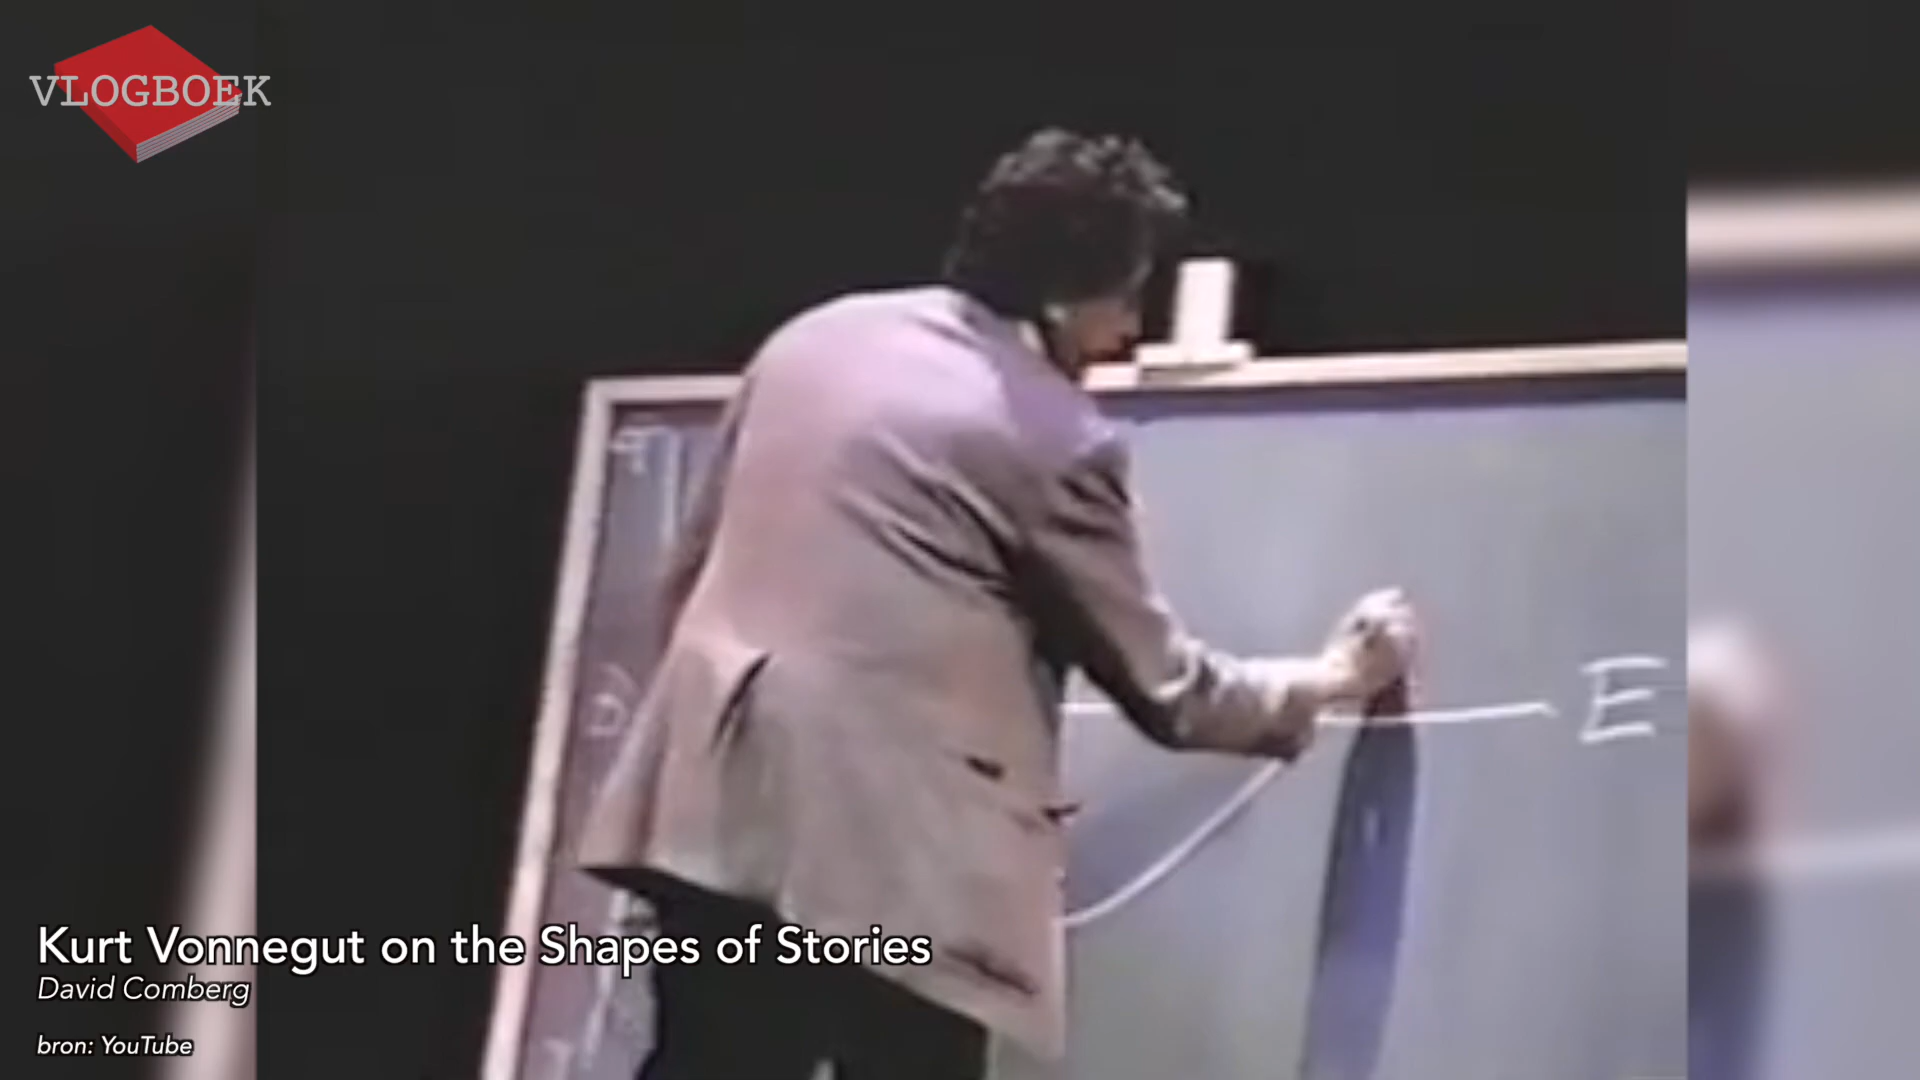 VLOGBOEK
E
Kurt Vonnegut on the Shapes of Stories
David Comberg
bron: YouTube